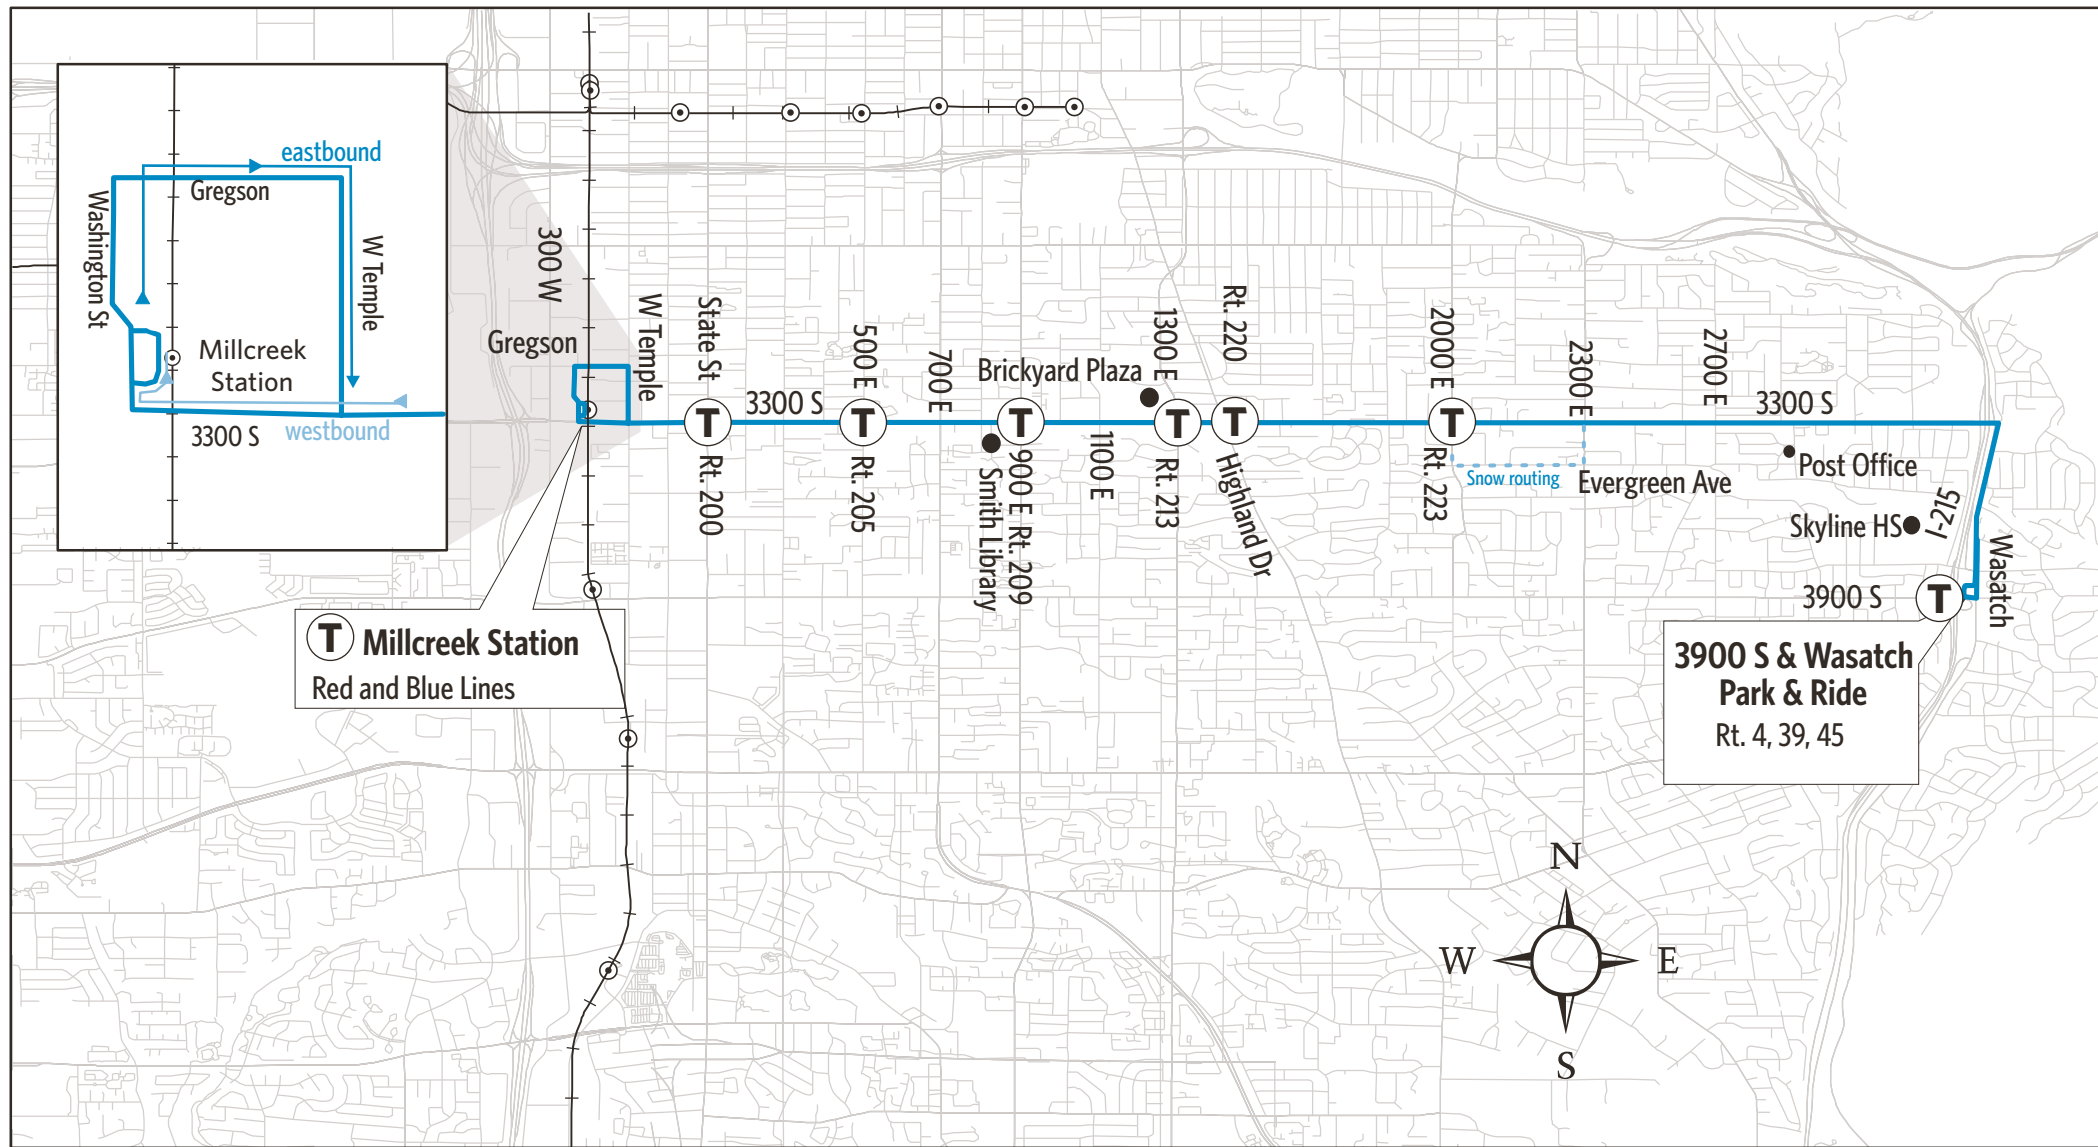 eastbound
Gregson
Washington St
W Temple
Millcreek
Station
3300 S
westbound
300 W
Gregson
W Temple
State St
T
Rt. 200
3300 S
500 E
T
Rt. 205
700 E
Brickyard Plaza
T
900 E Rt. 209
Smith Library
1100 E
1300 E
T
Rt. 213
Rt. 220
T
Highland Dr
2000 E
T
Rt. 223
Snow routing
2300 E
Evergreen Ave
2700 E
3300 S
Post Office
Skyline HS
I-215
Wasatch
3900 S
T
T Millcreek Station
Red and Blue Lines
3900 S & Wasatch
Park & Ride
Rt. 4, 39, 45
N
W
E
S